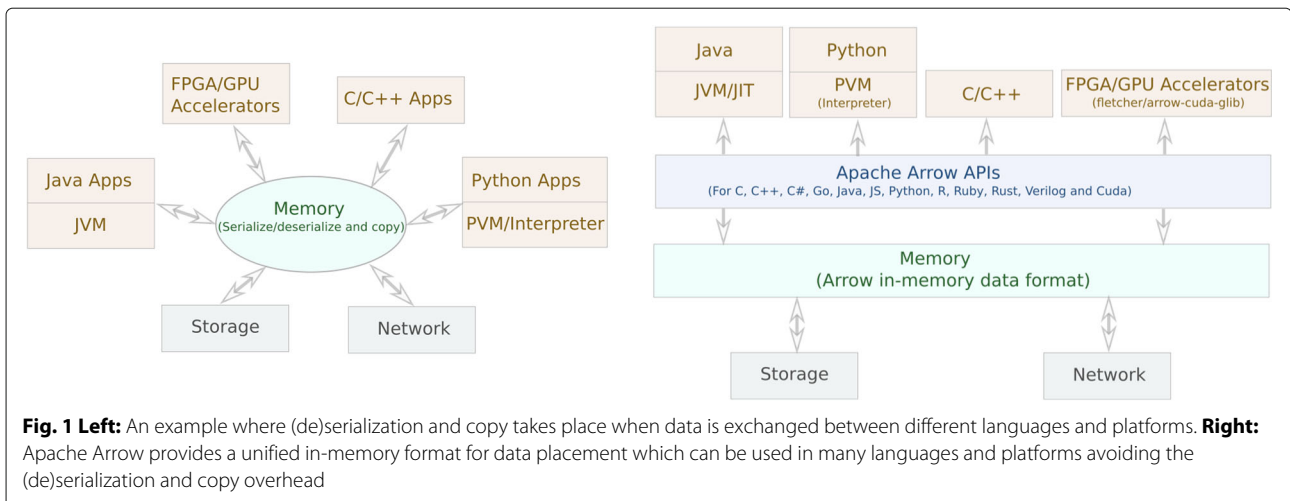 FPGA/GPU
Accelerators
C/C++ Apps
Java Apps
JVM
Python Apps
PVM/Interpreter
Memory
(Serialize/deserialize and copy)
Storage
Network
Java
JVM/JIT
Python
PVM
(Interpreter)
C/C++
FPGA/GPU Accelerators
(fletcher/arrow-cuda-glib)
Apache Arrow APIs
(For C, C++, C#, Go, Java, JS, Python, R, Ruby, Rust, Verilog and Cuda)
Memory
(Arrow in-memory data format)
Storage
Network
Fig. 1 Left: An example where (de)serialization and copy takes place when data is exchanged between different languages and platforms. Right:
Apache Arrow provides a unified in-memory format for data placement which can be used in many languages and platforms avoiding the
(de)serialization and copy overhead